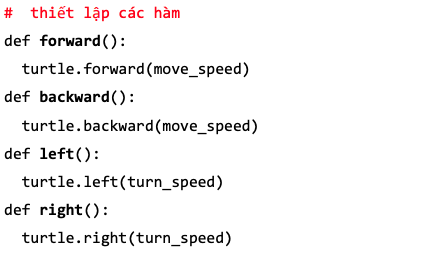 #  thiết lập các hàm
def forward():
  turtle.forward(move_speed)
def backward():
  turtle.backward(move_speed)
def left():
  turtle.left(turn_speed)
def right():
  turtle.right(turn_speed)